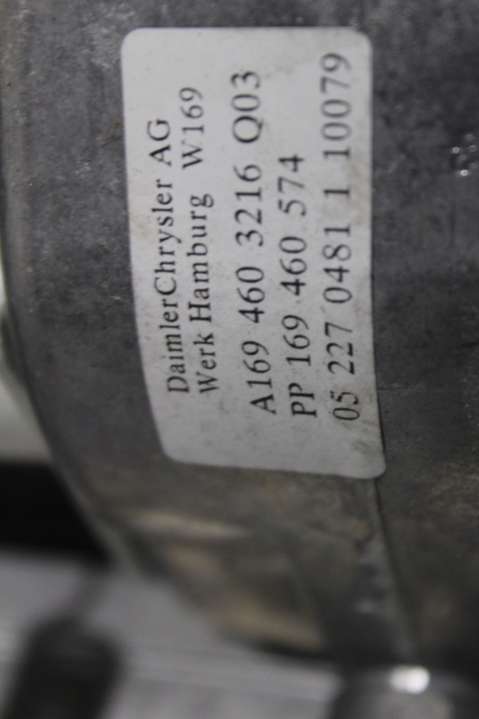 DaimlerChrysler AG
Werk Hamburg W169
A169 460 3216 Q03
PP 169 460 574
05 227 0481 1 10079